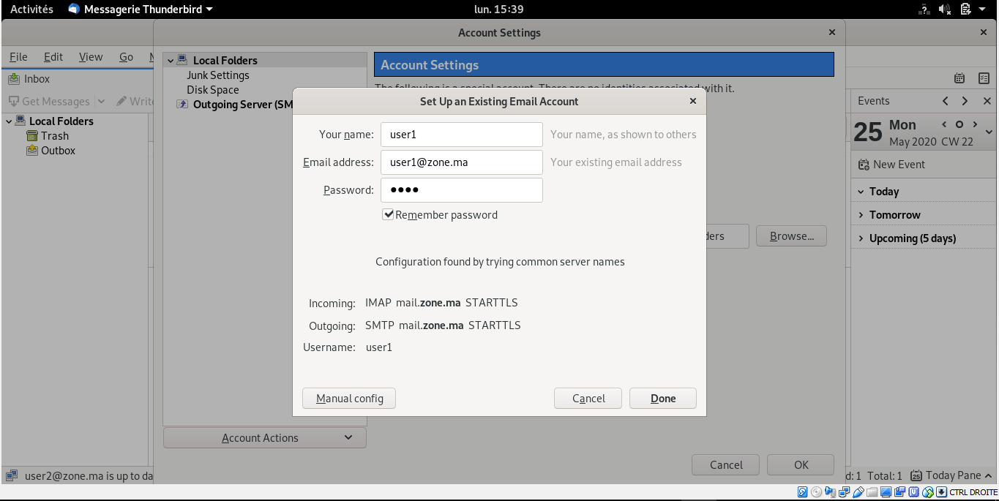 Activités Messagerie Thunderbird lun. 15:39
Account Settings
File Edit View Go
Inbox
Get Messages Write
Local Folders
Trash
Outbox
Local Folders
Junk Settings
Disk Space
Outgoing Server (SM
Account Settings
The following is a special account. There are no identities associated with it.
Set Up an Existing Email Account
Your name: user1 Your name, as shown to others
Email address: user1@zone.ma Your existing email address
Password: ●●●●
Remember password
Configuration found by trying common server names
Incoming: IMAP mail.zone.ma STARTTLS
Outgoing: SMTP mail.zone.ma STARTTLS
Username: user1
Manual config Cancel Done
ders Browse...
Account Actions
Cancel OK
Events
25 Mon
May 2020 CW 22
New Event
Today
Tomorrow
Upcoming (5 days)
user2@zone.ma is up to da
d: 1 Total: 1 25 Today Pane
CTRL DROITE